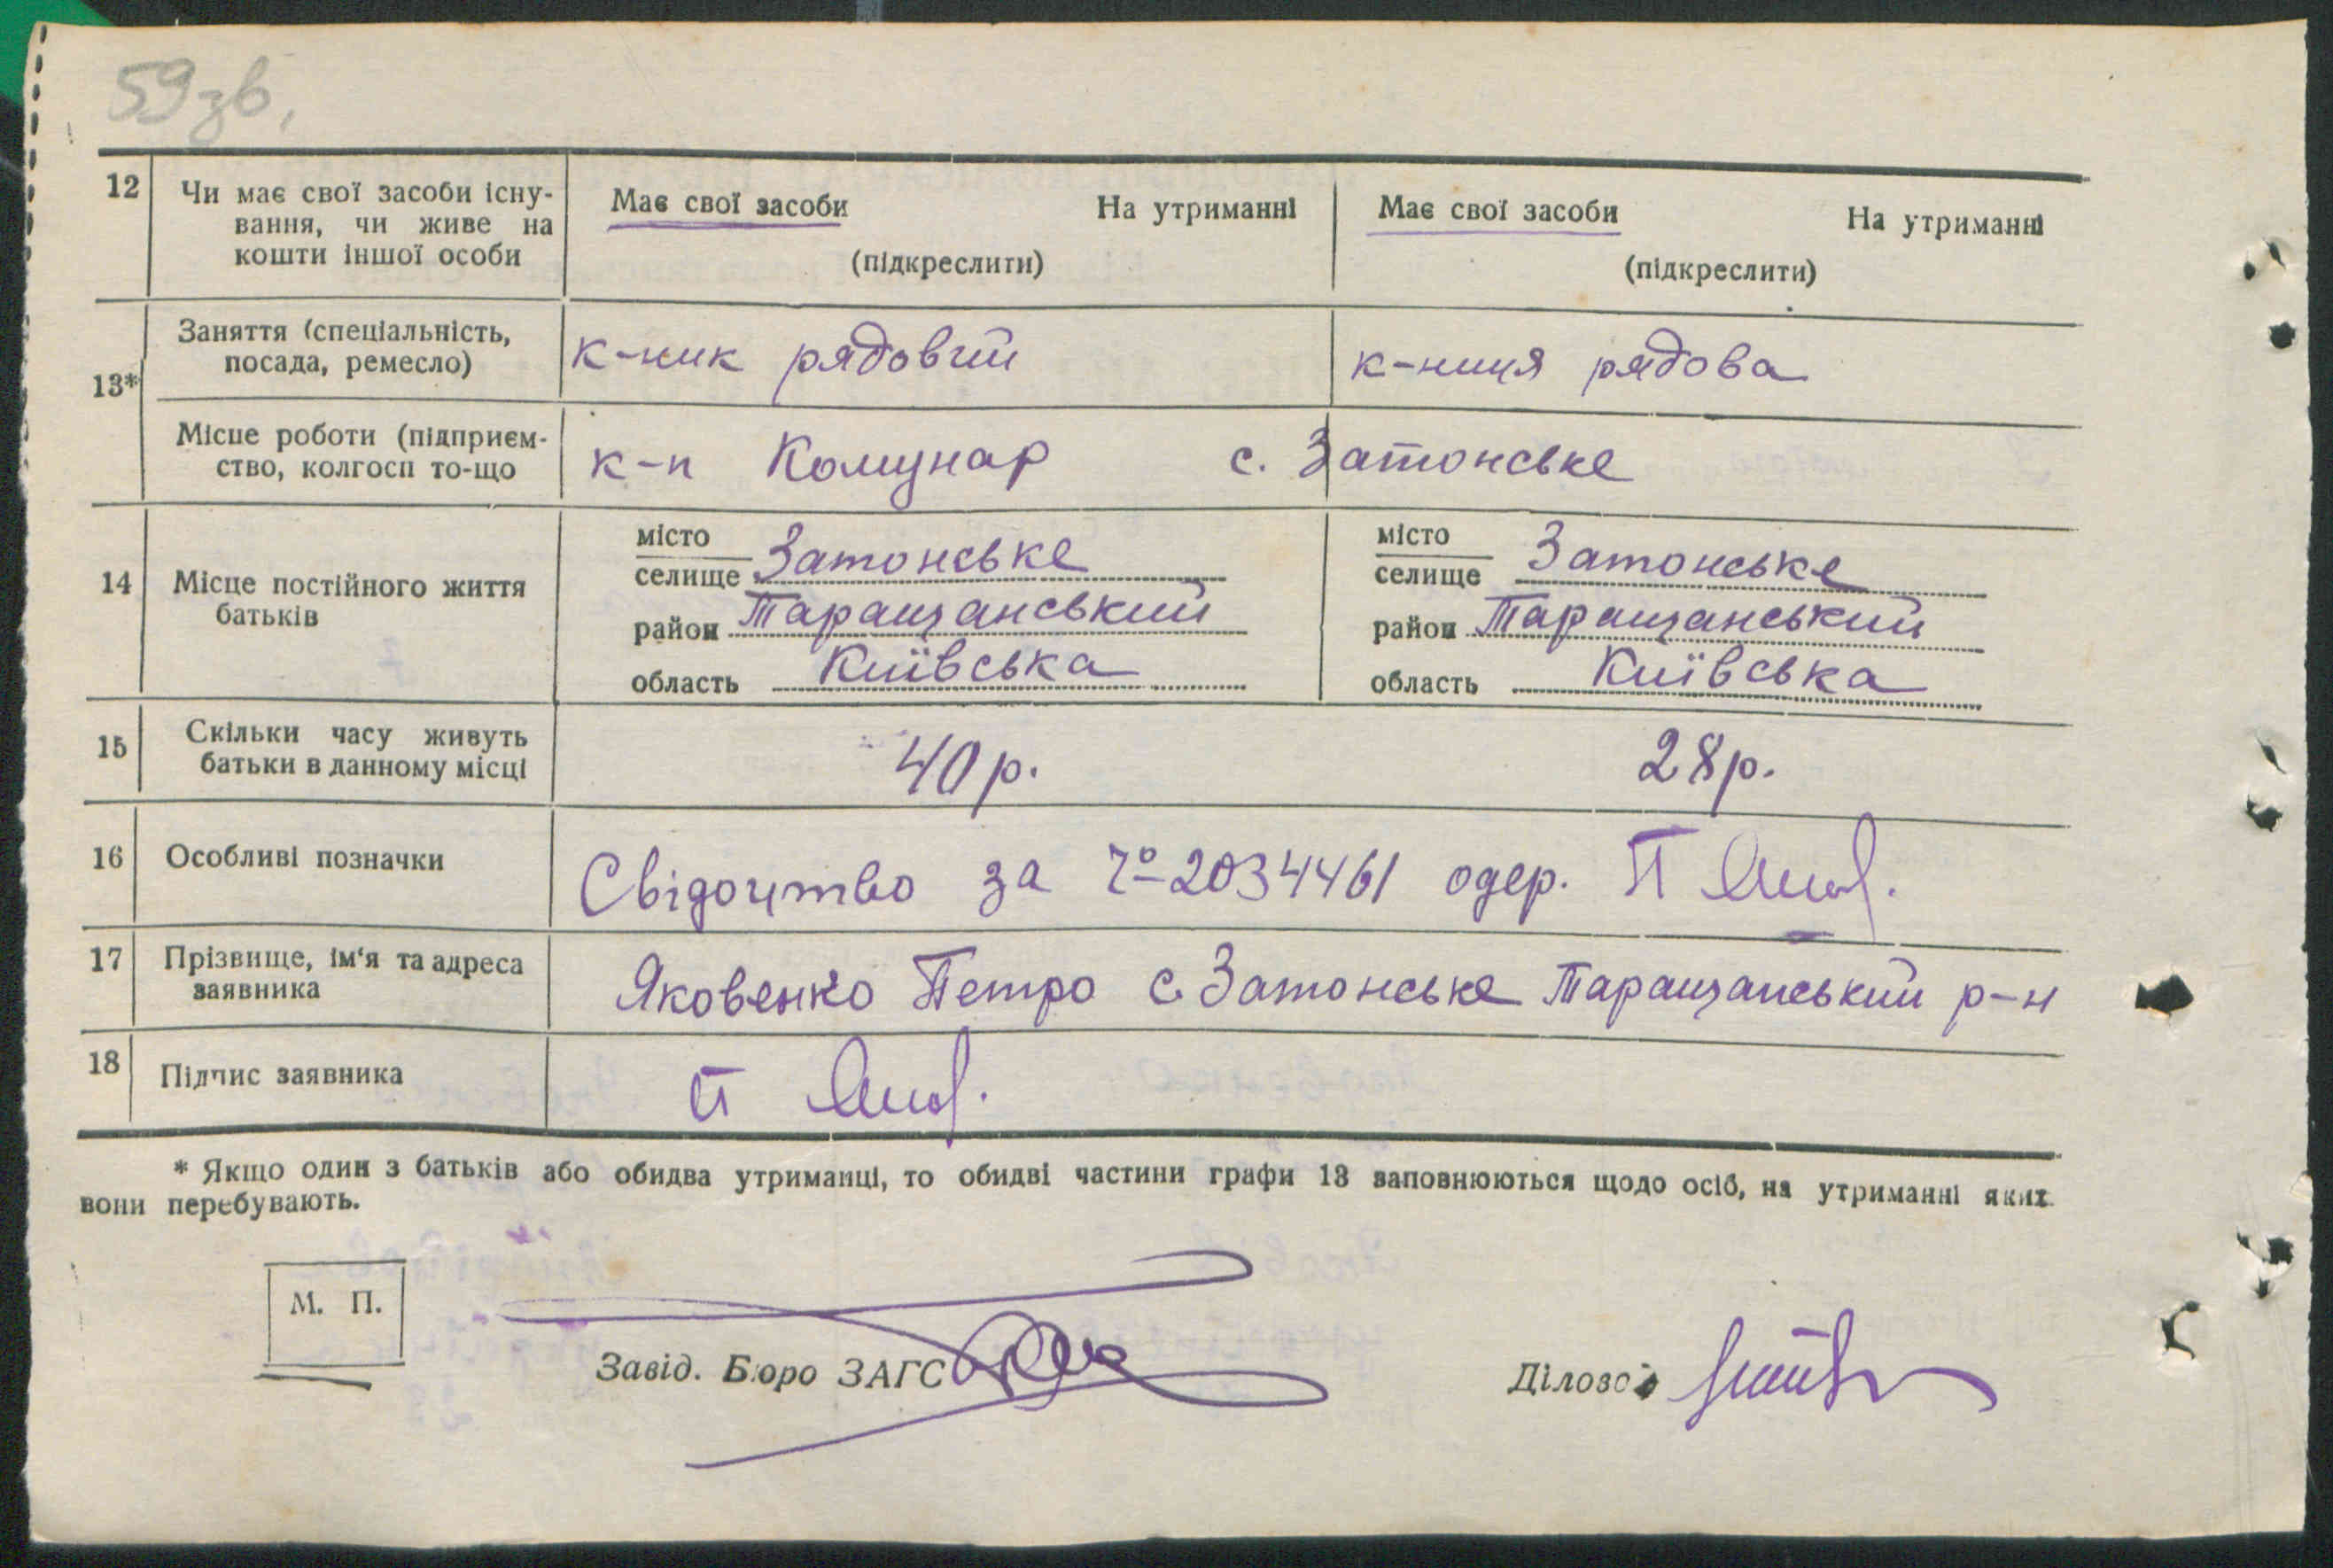 59зв.
12 Чи має свої засоби існу-
вання, чи живе на
кошти іншої особи
Має свої засоби На утриманні
(підкреслити)
Має свої засоби На утриманні
(підкреслити)
13*
Заняття (спеціальність,
посада, ремесло)
к-ник рядовий
к-ниця рядова
Місце роботи (підприєм-
ство, колгосп то-що
к-п Комунар с. Затонське
14 Місце постійного життя
батьків
місто
селище Затонське
район Таращанський
область Київська
місто
селище Затонське
район Таращанський
область Київська
15 Скільки часу живуть
батьки в данному місці
40 р.
28 р.
16 Особливі позначки
Свідоцтво за №2034461 одер. П
17 Прізвище, ім‘я та адреса
заявника
Яковенко Петро с. Затонське Таращанський р-н
18 Підпис заявника
П
* Якщо один з батьків або обидва утриманці, то обидві частини графи 13 заповнюються щодо осіб, на утриманні яких
вони перебувають.
М. П.
Завід. Бюро ЗАГС
Діловод